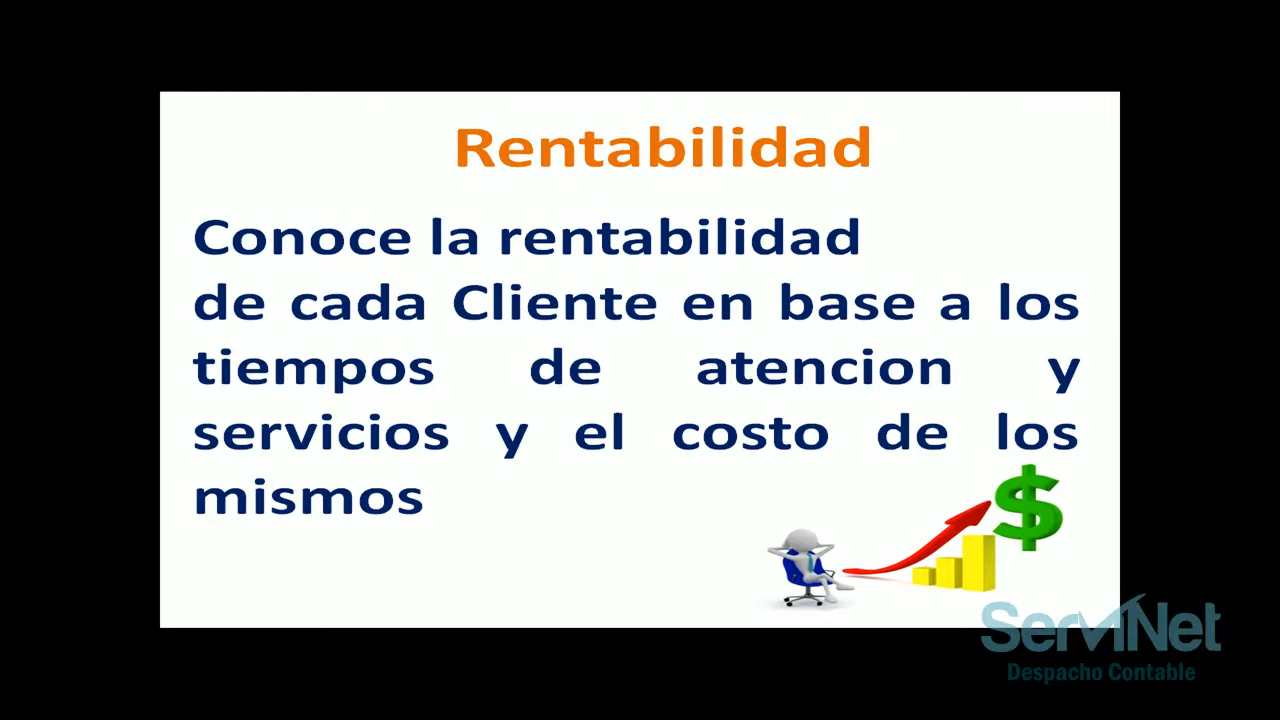 Rentabilidad
Conoce la rentabilidad
de cada Cliente en base a los
tiempos de atencion y
servicios y el costo de los
mismos
$
ServiNet
Despacho Contable